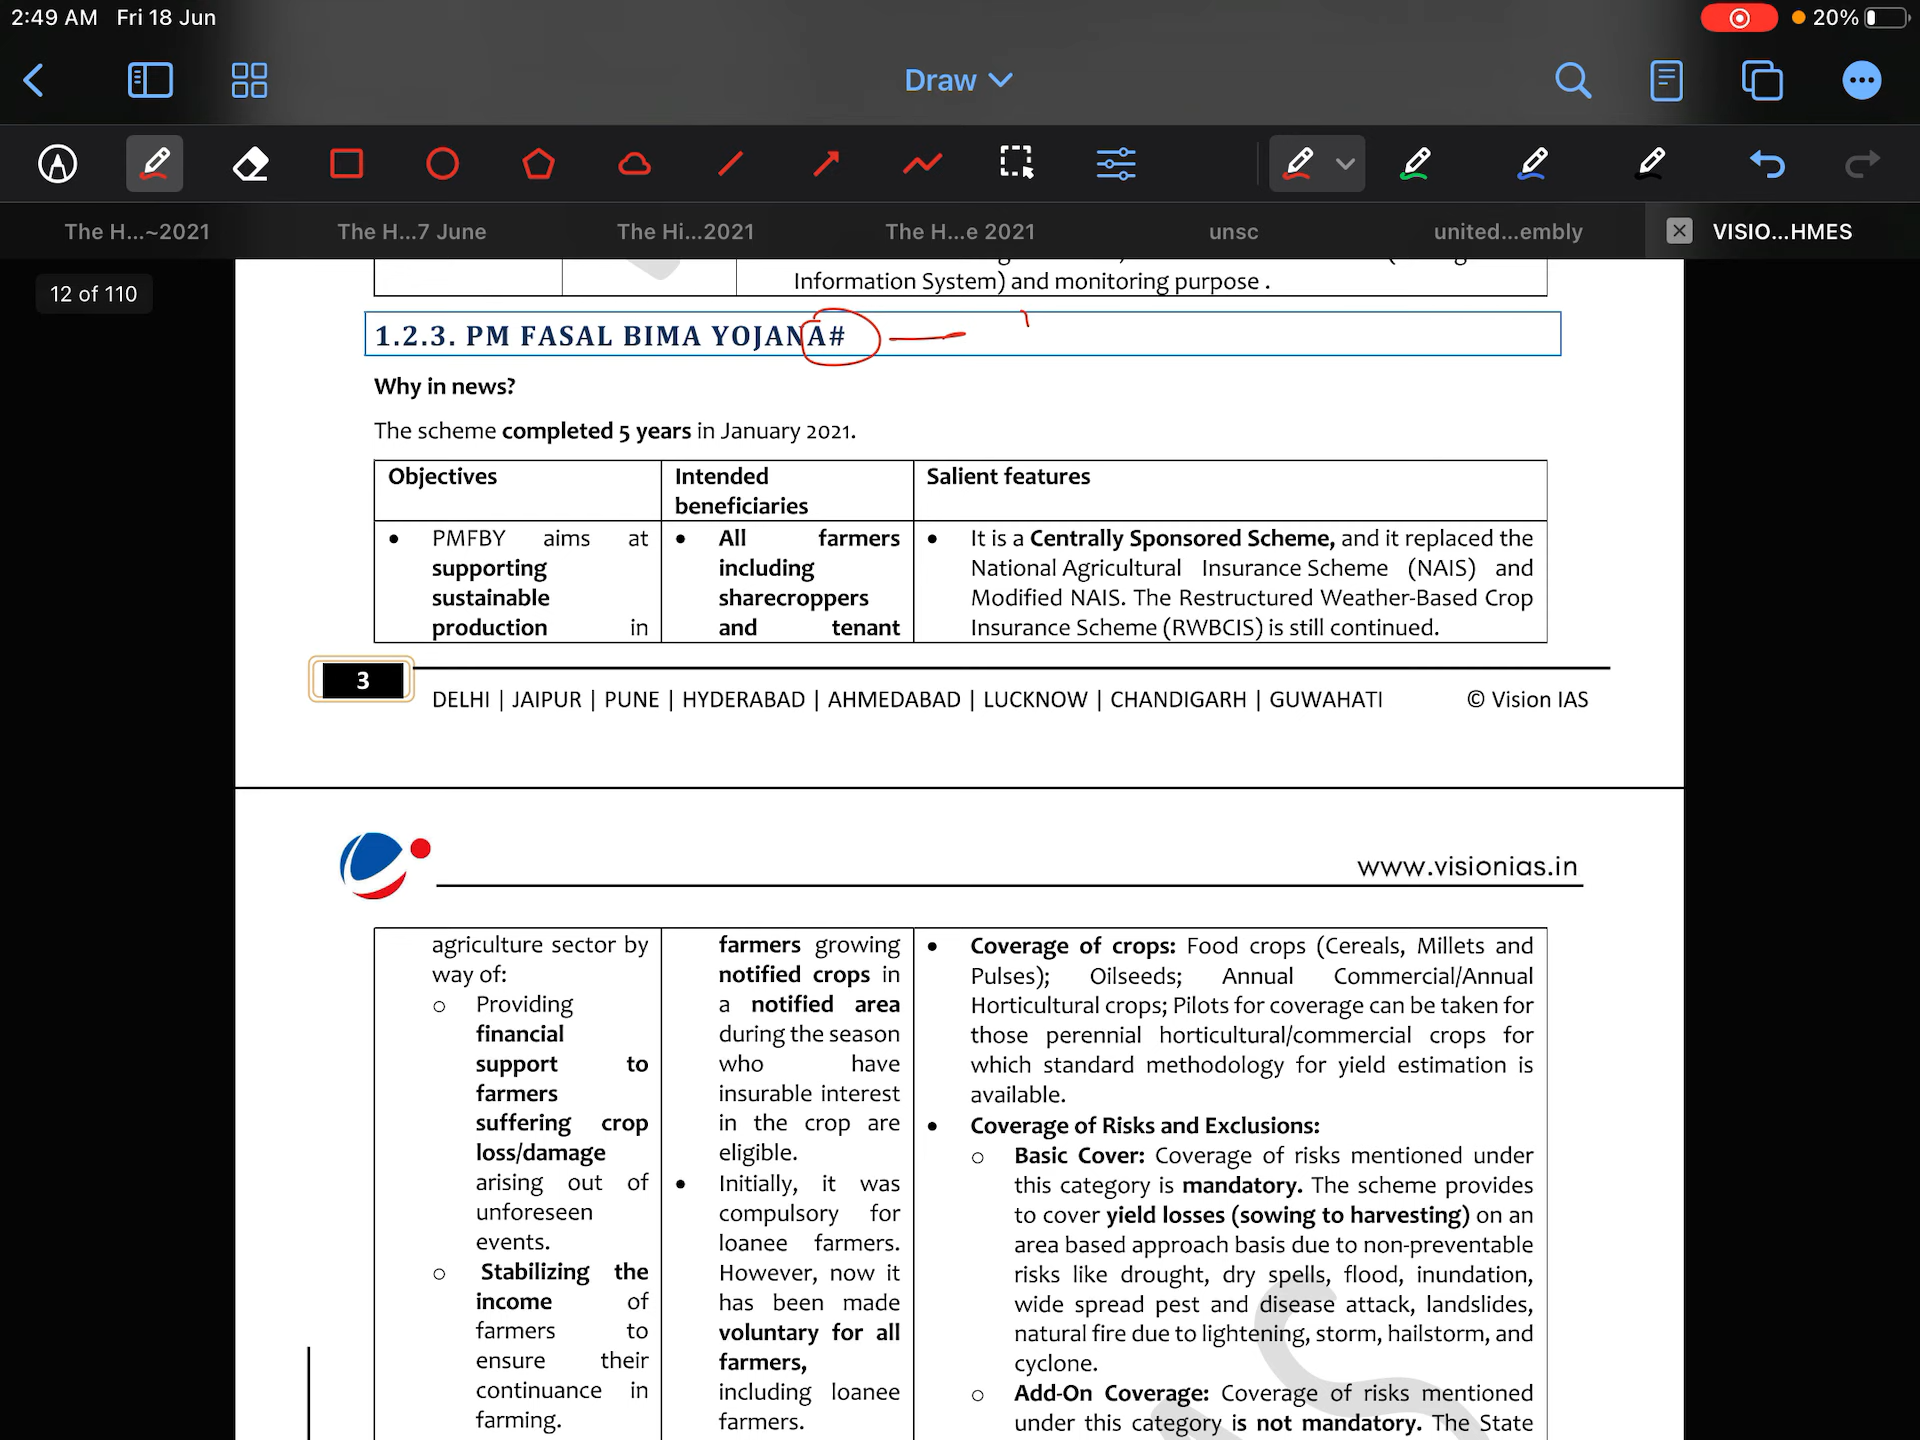 2:49 AM Fri 18 Jun
20%
Draw
The H...~2021 The H...7 June The Hi...2021 The H...e 2021 unsc united...embly VISIO...HMES
12 of 110
Information System) and monitoring purpose .
1.2.3. PM FASAL BIMA YOJANA#
Why in news?
The scheme completed 5 years in January 2021.
Objectives
Intended
beneficiaries
Salient features
• PMFBY aims at
supporting
sustainable
production in
• All farmers
including
sharecroppers
and tenant
• It is a Centrally Sponsored Scheme, and it replaced the
National Agricultural Insurance Scheme (NAIS) and
Modified NAIS. The Restructured Weather-Based Crop
Insurance Scheme (RWBCIS) is still continued.
3
DELHI | JAIPUR | PUNE | HYDERABAD | AHMEDABAD | LUCKNOW | CHANDIGARH | GUWAHATI © Vision IAS
www.visionias.in
agriculture sector by
way of:
o Providing
financial
support to
farmers
suffering crop
loss/damage
arising out of
unforeseen
events.
o Stabilizing the
income of
farmers to
ensure their
continuance in
farming.
farmers growing
notified crops in
a notified area
during the season
who have
insurable interest
in the crop are
eligible.
• Initially, it was
compulsory for
loanee farmers.
However, now it
has been made
voluntary for all
farmers,
including loanee
farmers.
• Coverage of crops: Food crops (Cereals, Millets and
Pulses); Oilseeds; Annual Commercial/Annual
Horticultural crops; Pilots for coverage can be taken for
those perennial horticultural/commercial crops for
which standard methodology for yield estimation is
available.
• Coverage of Risks and Exclusions:
o Basic Cover: Coverage of risks mentioned under
this category is mandatory. The scheme provides
to cover yield losses (sowing to harvesting) on an
area based approach basis due to non-preventable
risks like drought, dry spells, flood, inundation,
wide spread pest and disease attack, landslides,
natural fire due to lightening, storm, hailstorm, and
cyclone.
o Add-On Coverage: Coverage of risks mentioned
under this category is not mandatory. The State